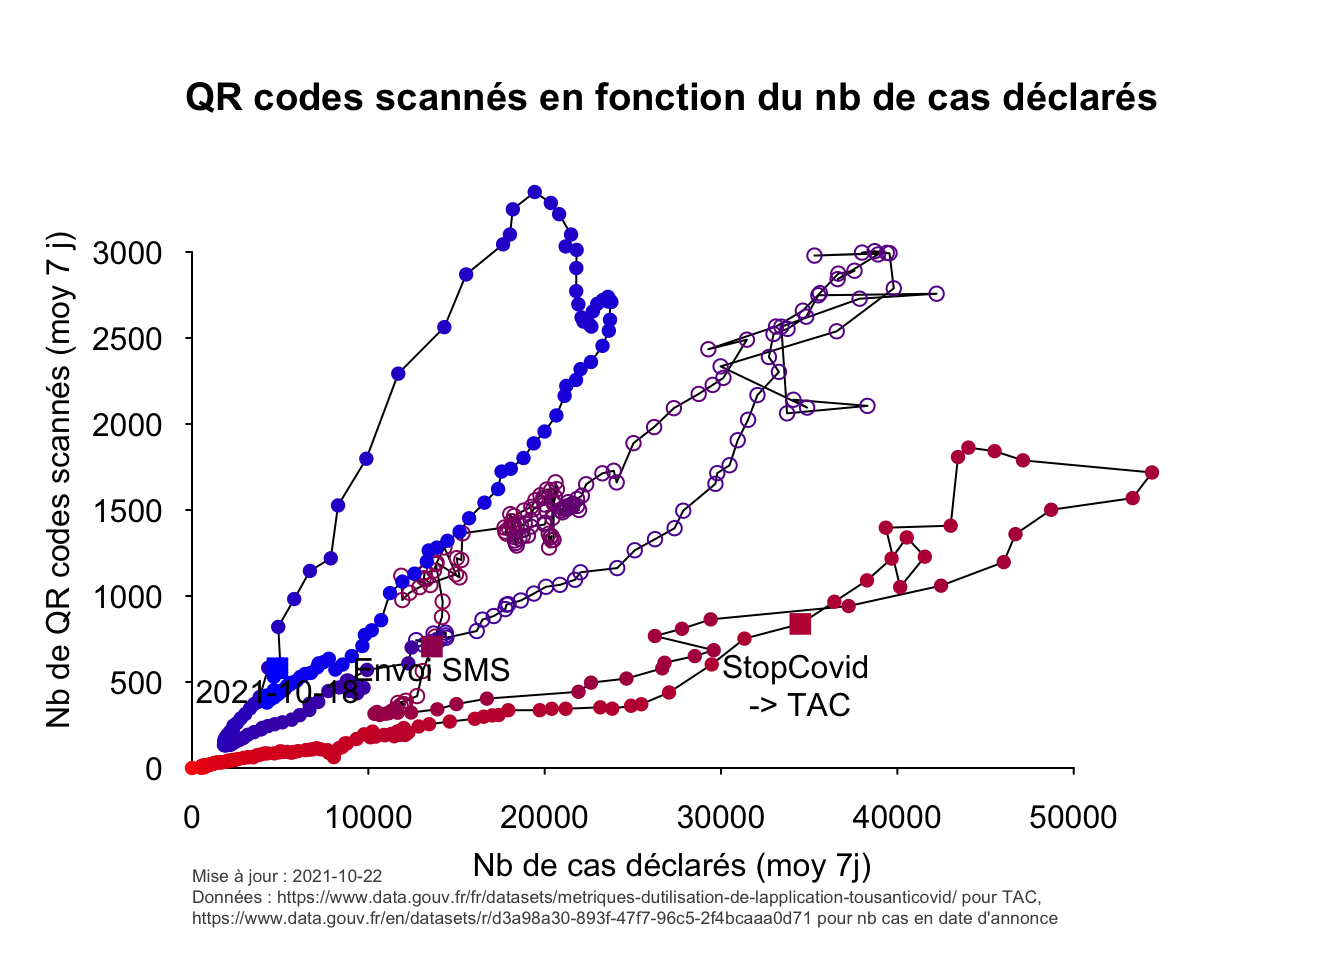 QR codes scannés en fonction du nb de cas déclarés
Nb de QR codes scannés (moy 7 j)
3000
2500
2000
1500
1000
500
0
Envoi SMS
StopCovid
-> TAC
2021-10-18
0 10000 20000 30000 40000 50000
Nb de cas déclarés (moy 7j)
Mise à jour : 2021-10-22
Données : https://www.data.gouv.fr/fr/datasets/metriques-dutilisation-de-lapplication-tousanticovid/ pour TAC,
https://www.data.gouv.fr/en/datasets/r/d3a98a30-893f-47f7-96c5-2f4bcaaa0d71 pour nb cas en date d'annonce